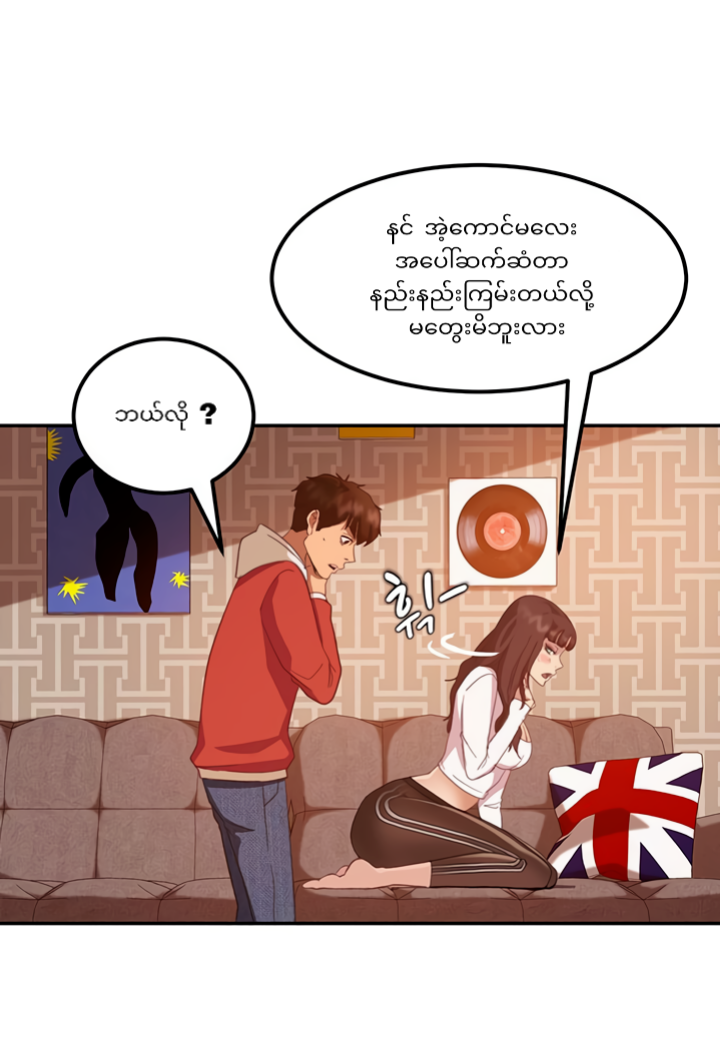 နင် အဲ့ကောင်မလေး
အပေါ်ဆက်ဆံတာ
နည်းနည်းကြမ်းတယ်လို့
မတွေးမိဘူးလား
ဘယ်လို ?
휙-